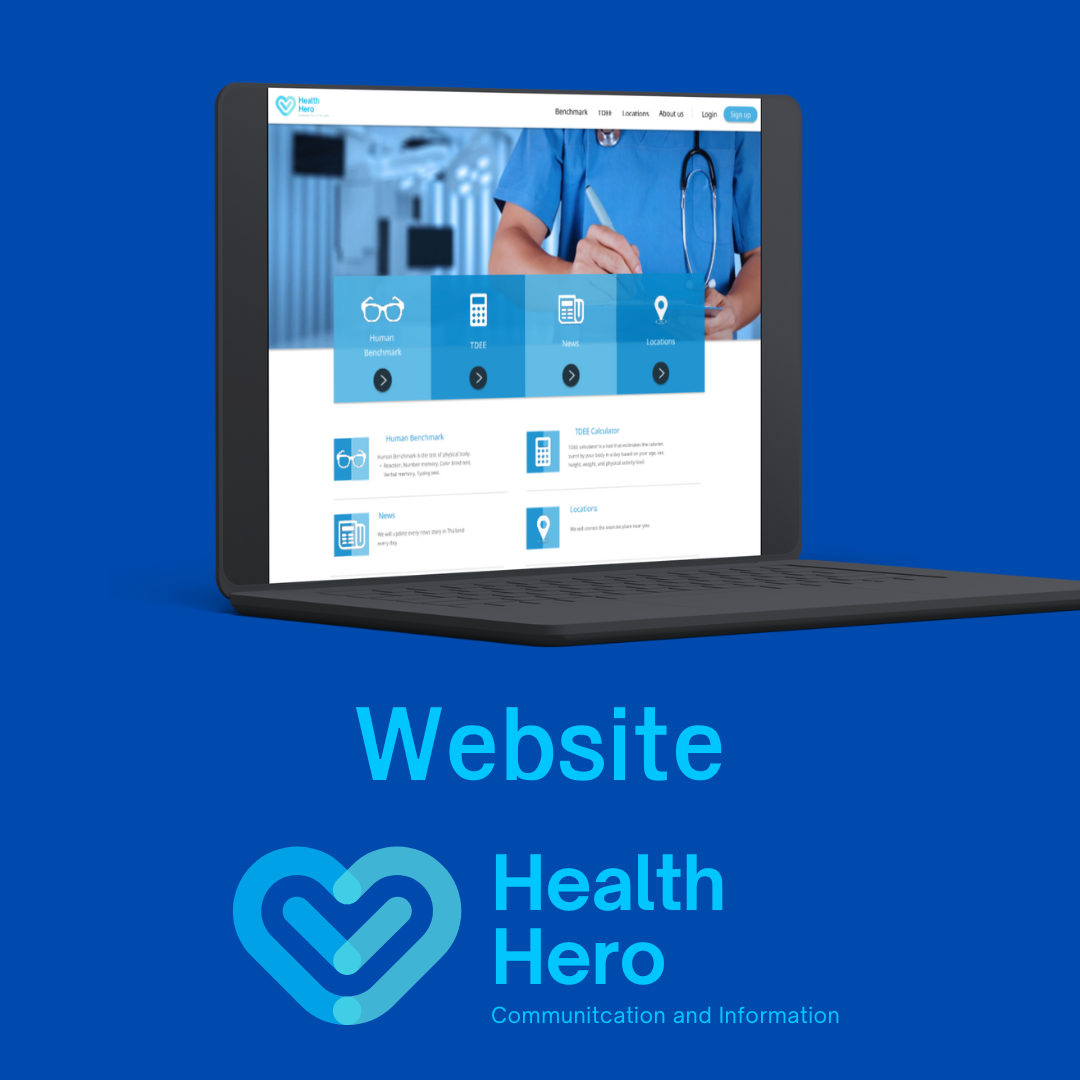 Health
Hero
Benchmark TDEE Locations About us Login Sign up
Human
Benchmark
TDEE
News
Locations
Human Benchmark
Human Benchmark is the test of physical body.
• Reaction, Number memory, Color blind test,
Verbal memory, Typing test.
TDEE Calculator
TDEE calculator is a tool that estimates the calories
burnt by your body in a day based on your age, sex,
height, weight, and physical activity level
News
We will update every news story in Thailand
every day
Locations
We will the exercise place near you.
Website
Health
Hero
Communitcation and Information